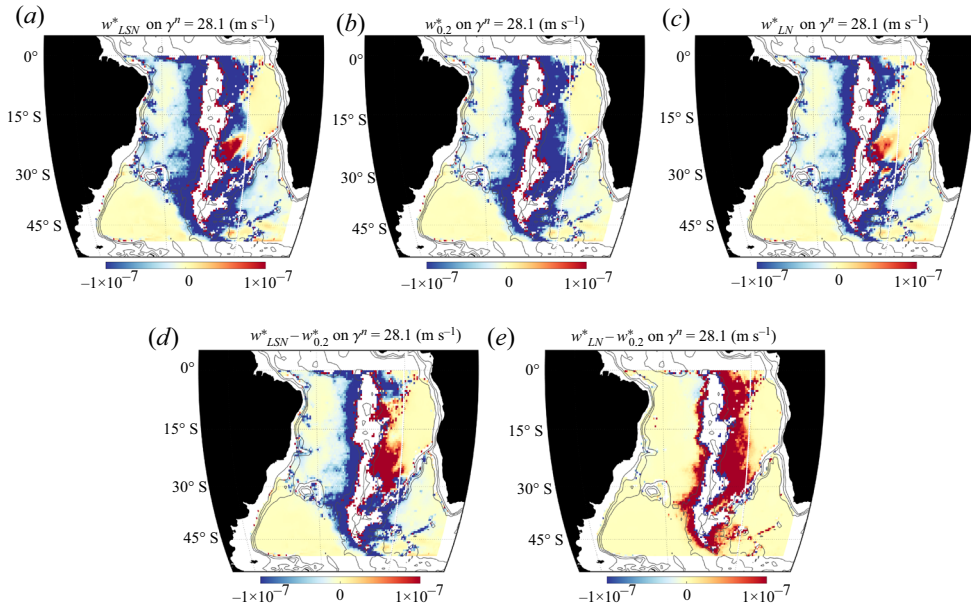 (a) w*LSN on γⁿ = 28.1 (m s⁻¹)
(b) w*0.2 on γⁿ = 28.1 (m s⁻¹)
(c) w*LN on γⁿ = 28.1 (m s⁻¹)
0° 0° 0°
15° S 15° S 15° S
30° S 30° S 30° S
45° S 45° S 45° S
−1×10⁻⁷ 0 1×10⁻⁷ −1×10⁻⁷ 0 1×10⁻⁷ −1×10⁻⁷ 0 1×10⁻⁷
(d) w*LSN − w*0.2 on γⁿ = 28.1 (m s⁻¹)
(e) w*LN − w*0.2 on γⁿ = 28.1 (m s⁻¹)
0° 0°
15° S 15° S
30° S 30° S
45° S 45° S
−1×10⁻⁷ 0 1×10⁻⁷ −1×10⁻⁷ 0 1×10⁻⁷